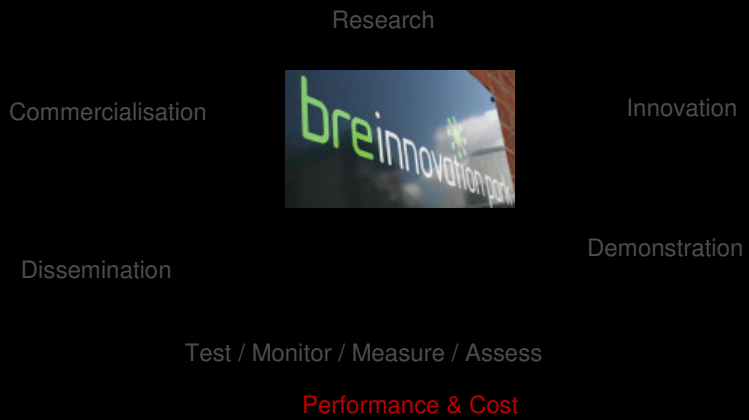 Research
Commercialisation
breinnovation park
Innovation
Dissemination
Demonstration
Test / Monitor / Measure / Assess
Performance & Cost